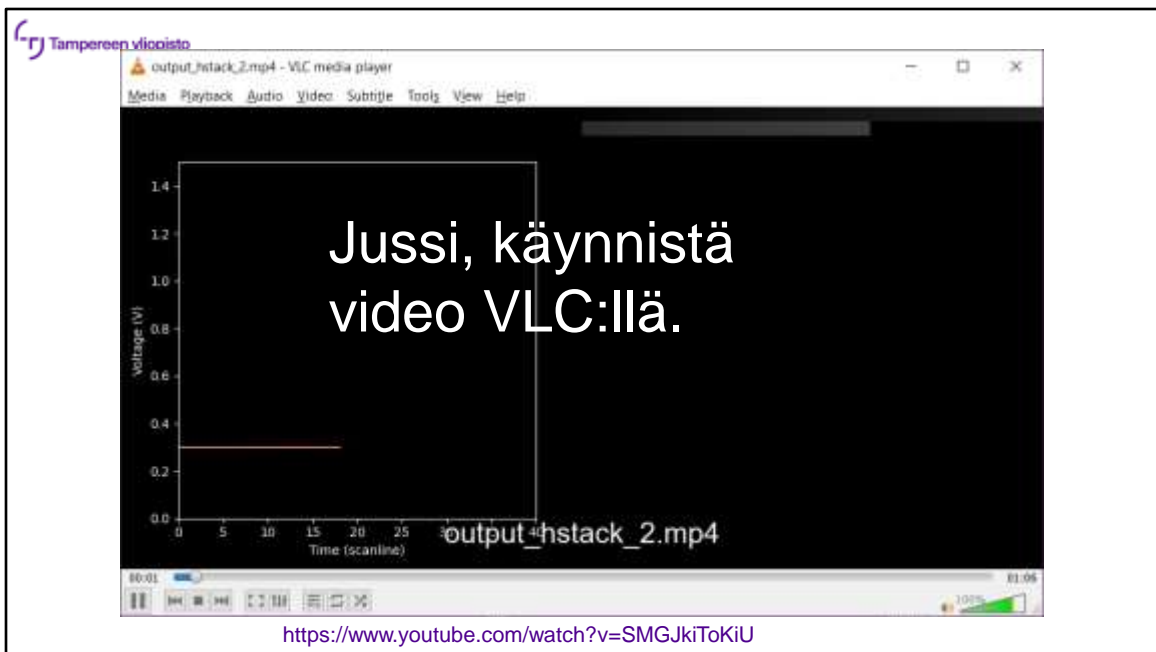 Tampereen yliopisto
output_hstack_2.mp4 - VLC media player
Media Playback Audio Video Subtitle Tools View Help
1.4
1.2
1.0
0.8
0.6
0.4
0.2
0.0
Voltage (V)
Jussi, käynnistä
video VLC:llä.
0 5 10 15 20 25 30 40
Time (scanline)
output_hstack_2.mp4
00:01 01:06
100%
https://www.youtube.com/watch?v=SMGJkiToKiU